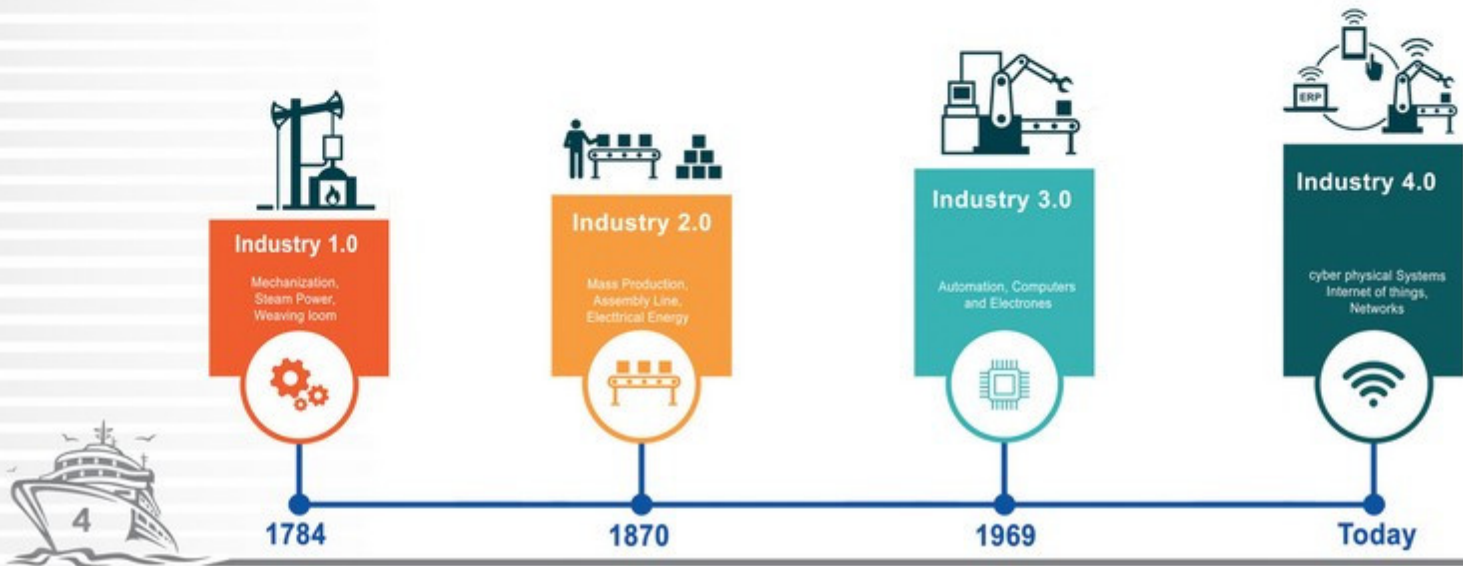 ERP
Industry 1.0
Mechanization,
Steam Power,
Weaving loom
Industry 2.0
Mass Production,
Assembly Line,
Electtrical Energy
Industry 3.0
Automation, Computers
and Electrones
Industry 4.0
cyber physical Systems
Internet of things,
Networks
4
1784
1870
1969
Today